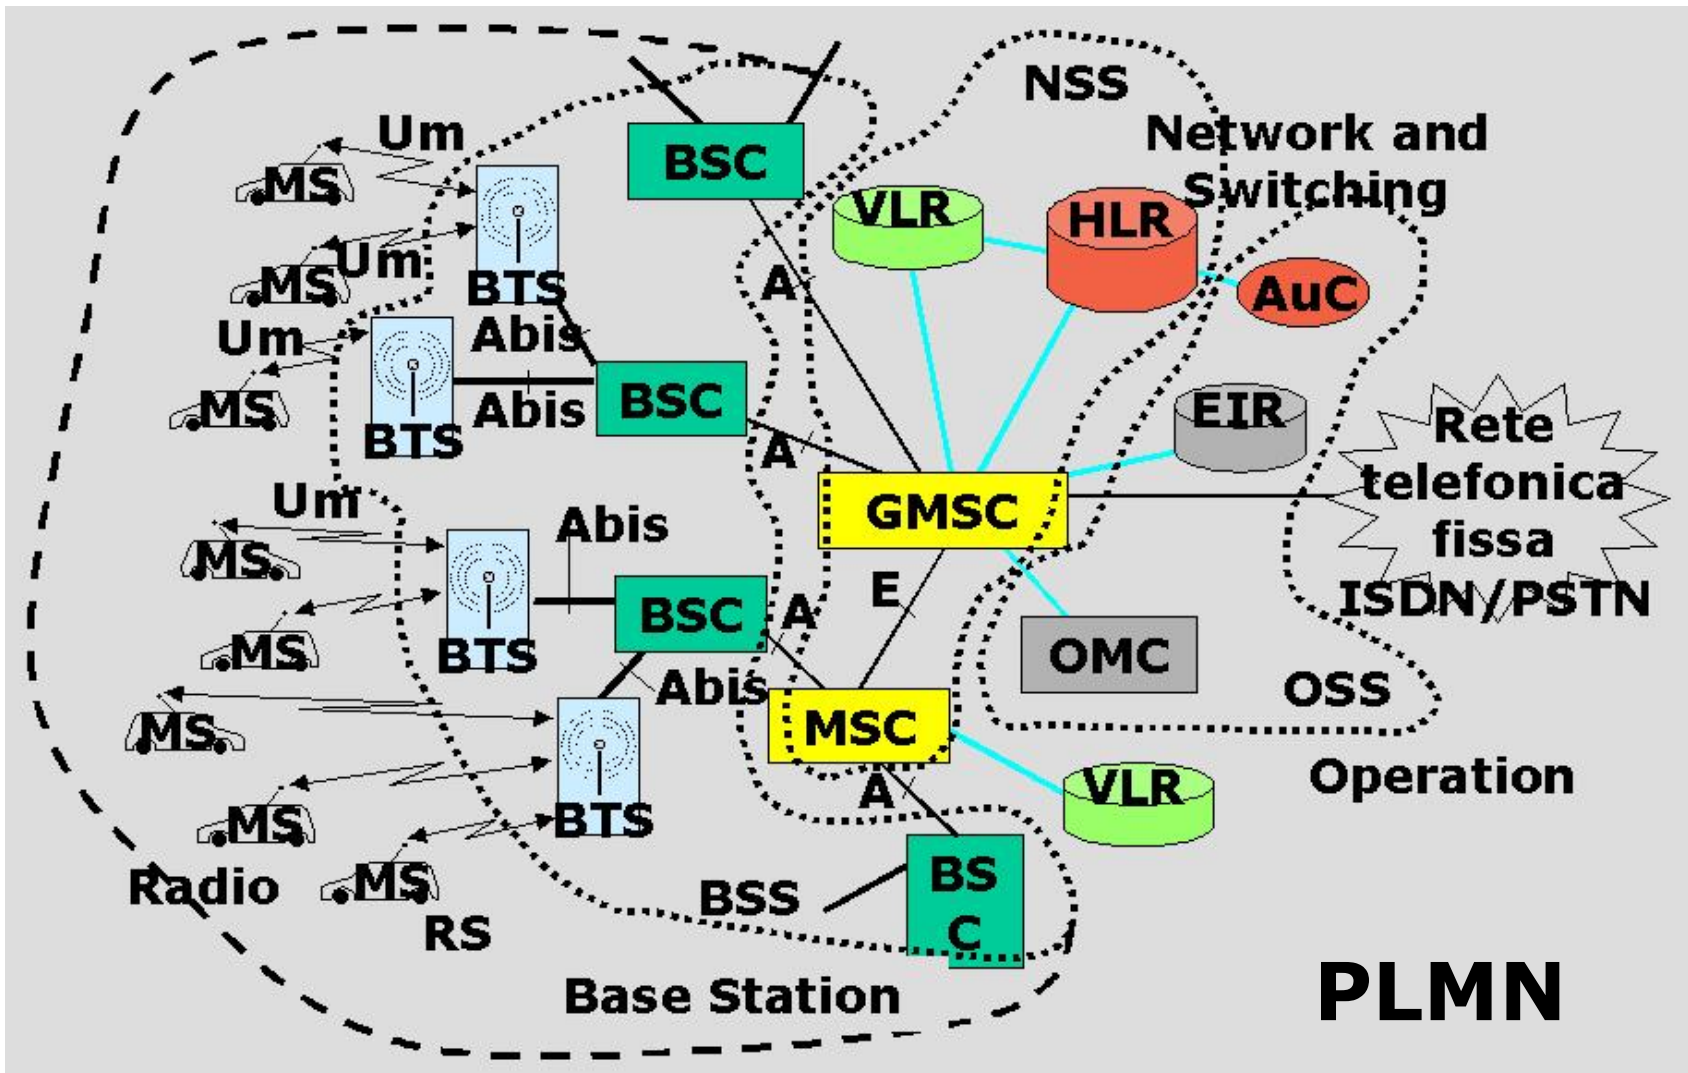 NSS
Um
Network and
Switching
BSC
MS
VLR
HLR
Um
MS
BTS
A
AuC
Um
Abis
MS
BTS
Abis
BSC
A
EIR
Rete
telefonica
fissa
ISDN/PSTN
Um
GMSC
Abis
MS
E
A
BSC
MS
BTS
OMC
Abis
OSS
MS
MSC
Operation
A
VLR
MS
BTS
Radio
MS
BSS
BS
C
RS
Base Station
PLMN